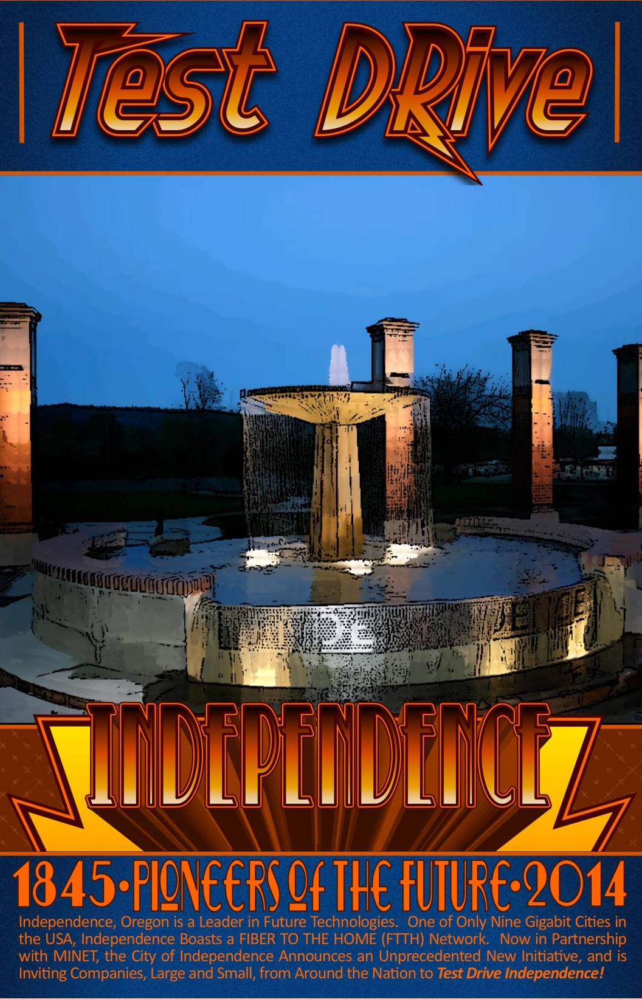 Test DRive
INDEPENDENCE
1845•PIONEERS OF THE FUTURE•2014
Independence, Oregon is a Leader in Future Technologies. One of Only Nine Gigabit Cities in
the USA, Independence Boasts a FIBER TO THE HOME (FTTH) Network. Now in Partnership
with MINET, the City of Independence Announces an Unprecedented New Initiative, and is
Inviting Companies, Large and Small, from Around the Nation to Test Drive Independence!